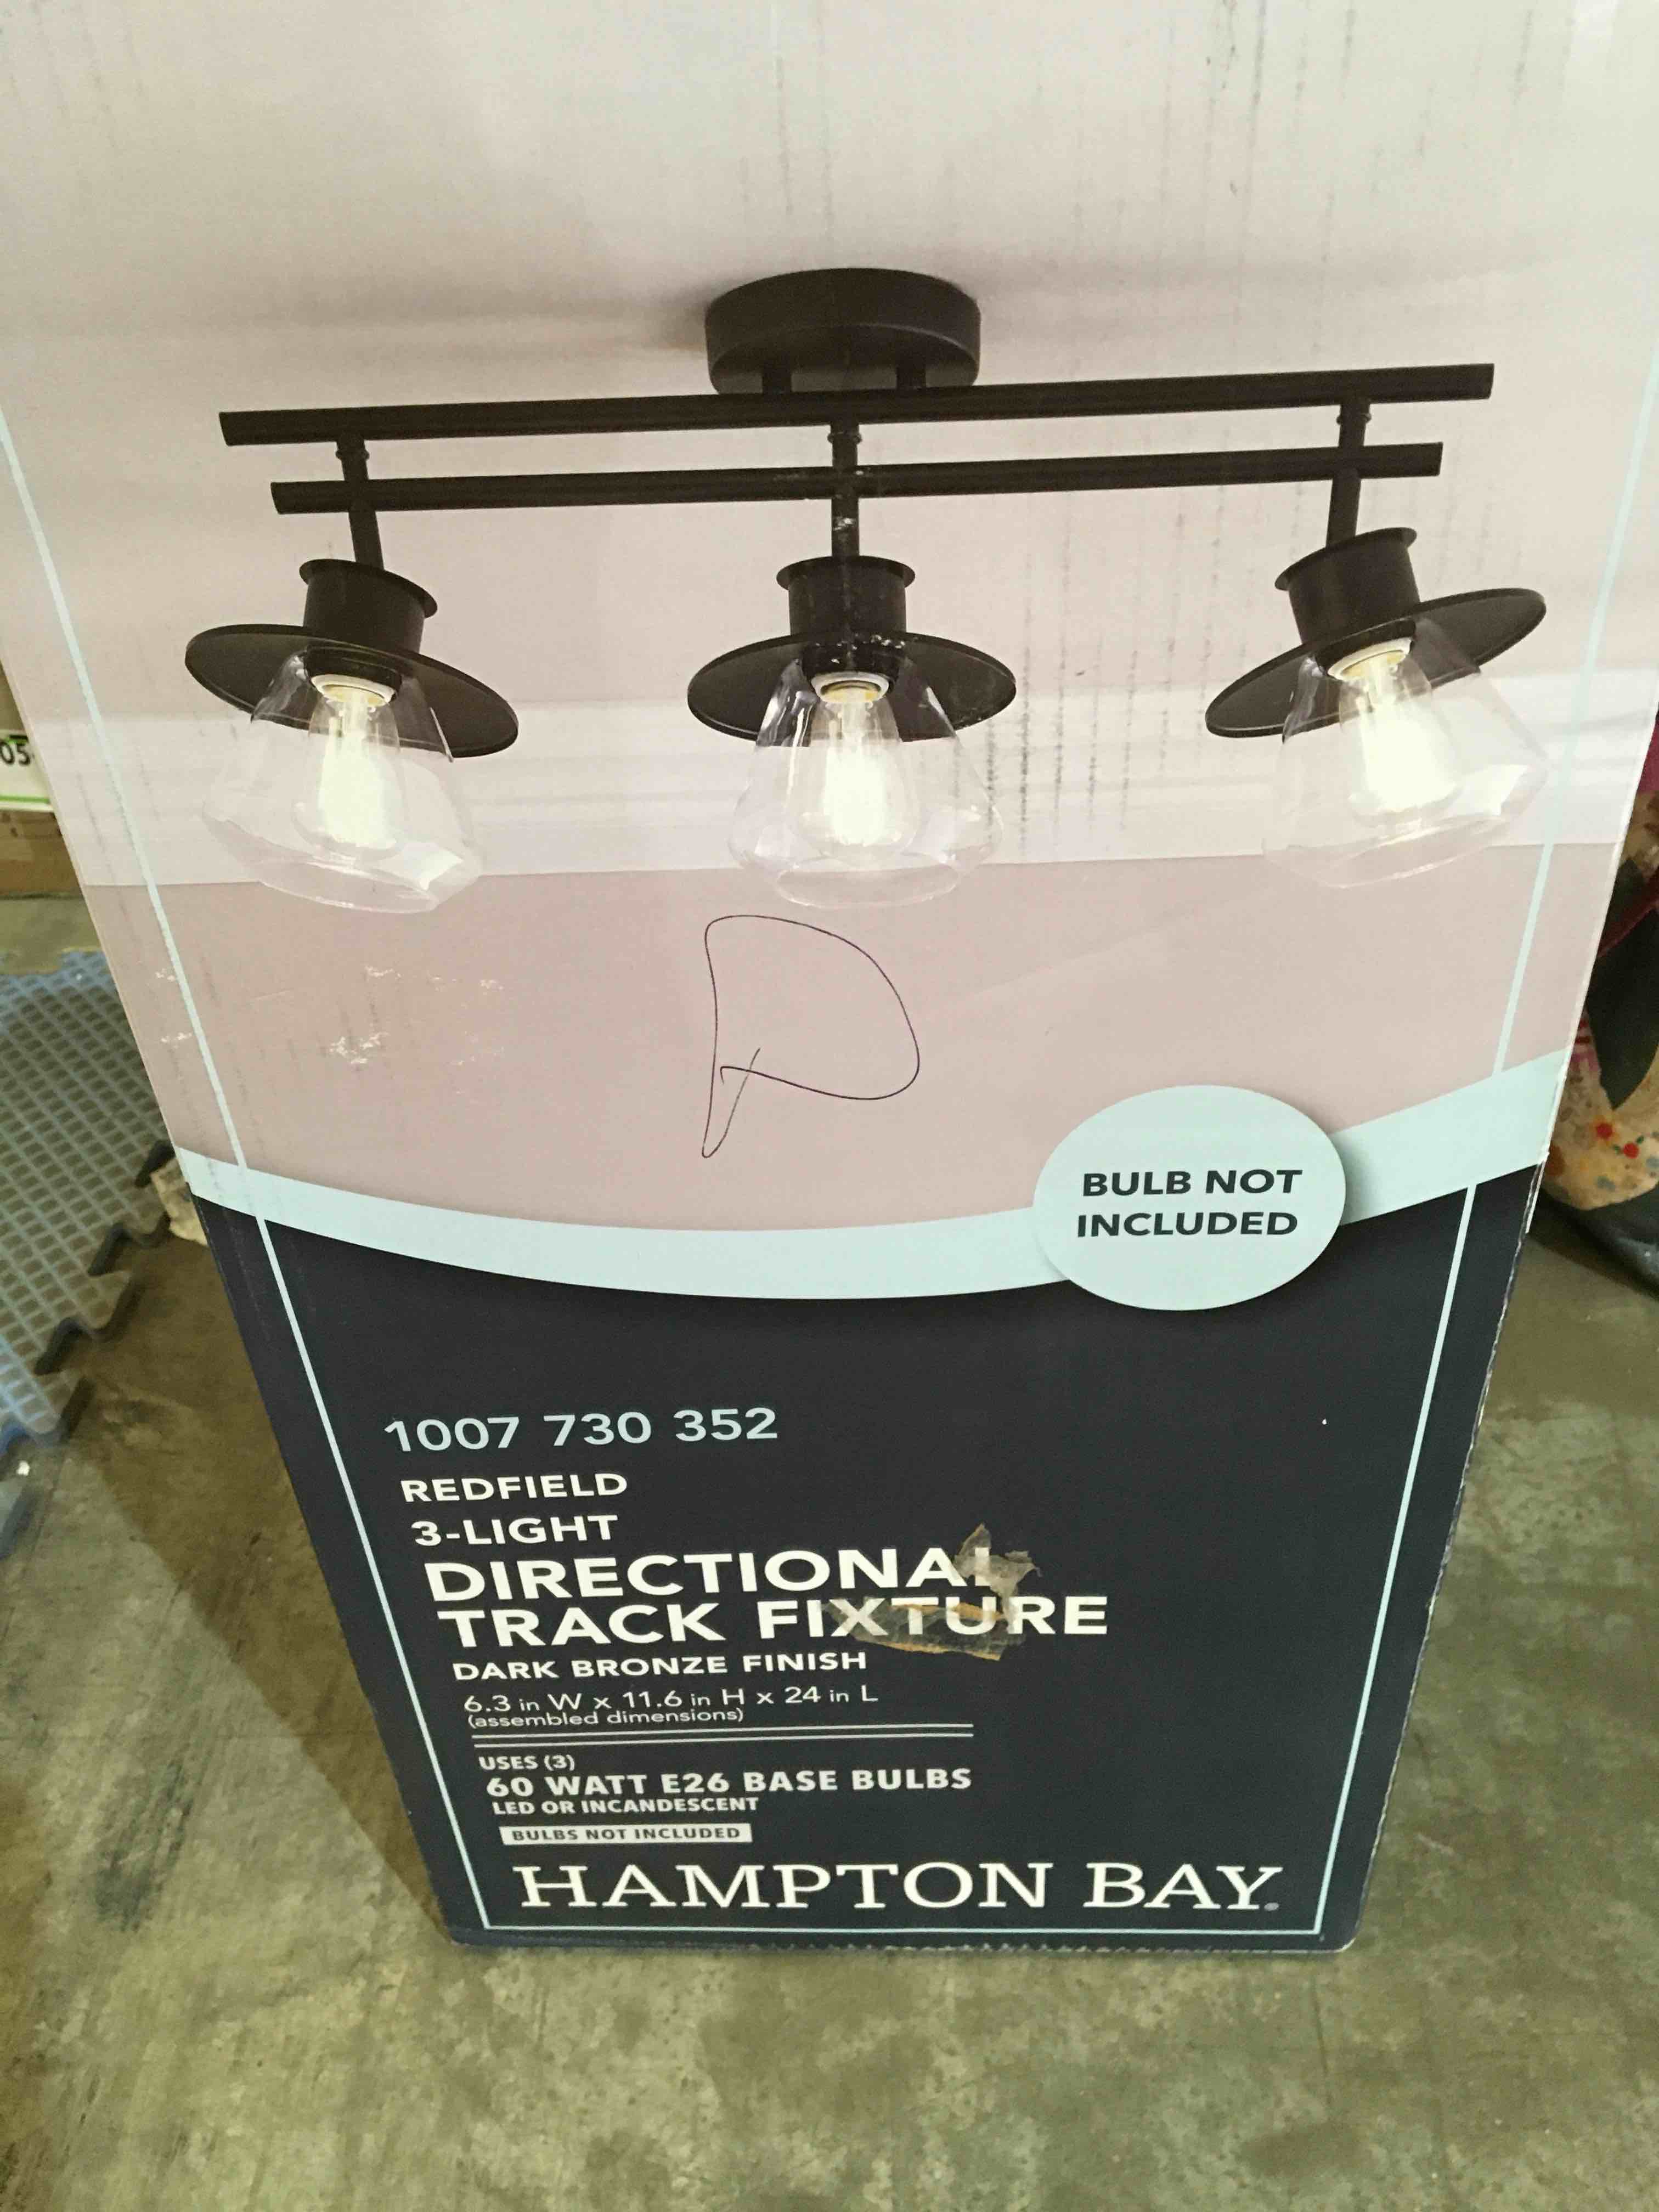 05
BULB NOT
INCLUDED
1007 730 352
REDFIELD
3-LIGHT
DIRECTIONAL
TRACK FIXTURE
DARK BRONZE FINISH
6.3 in W x 11.6 in H x 24 in L
(assembled dimensions)
USES (3)
60 WATT E26 BASE BULBS
LED OR INCANDESCENT
BULBS NOT INCLUDED
HAMPTON BAY®